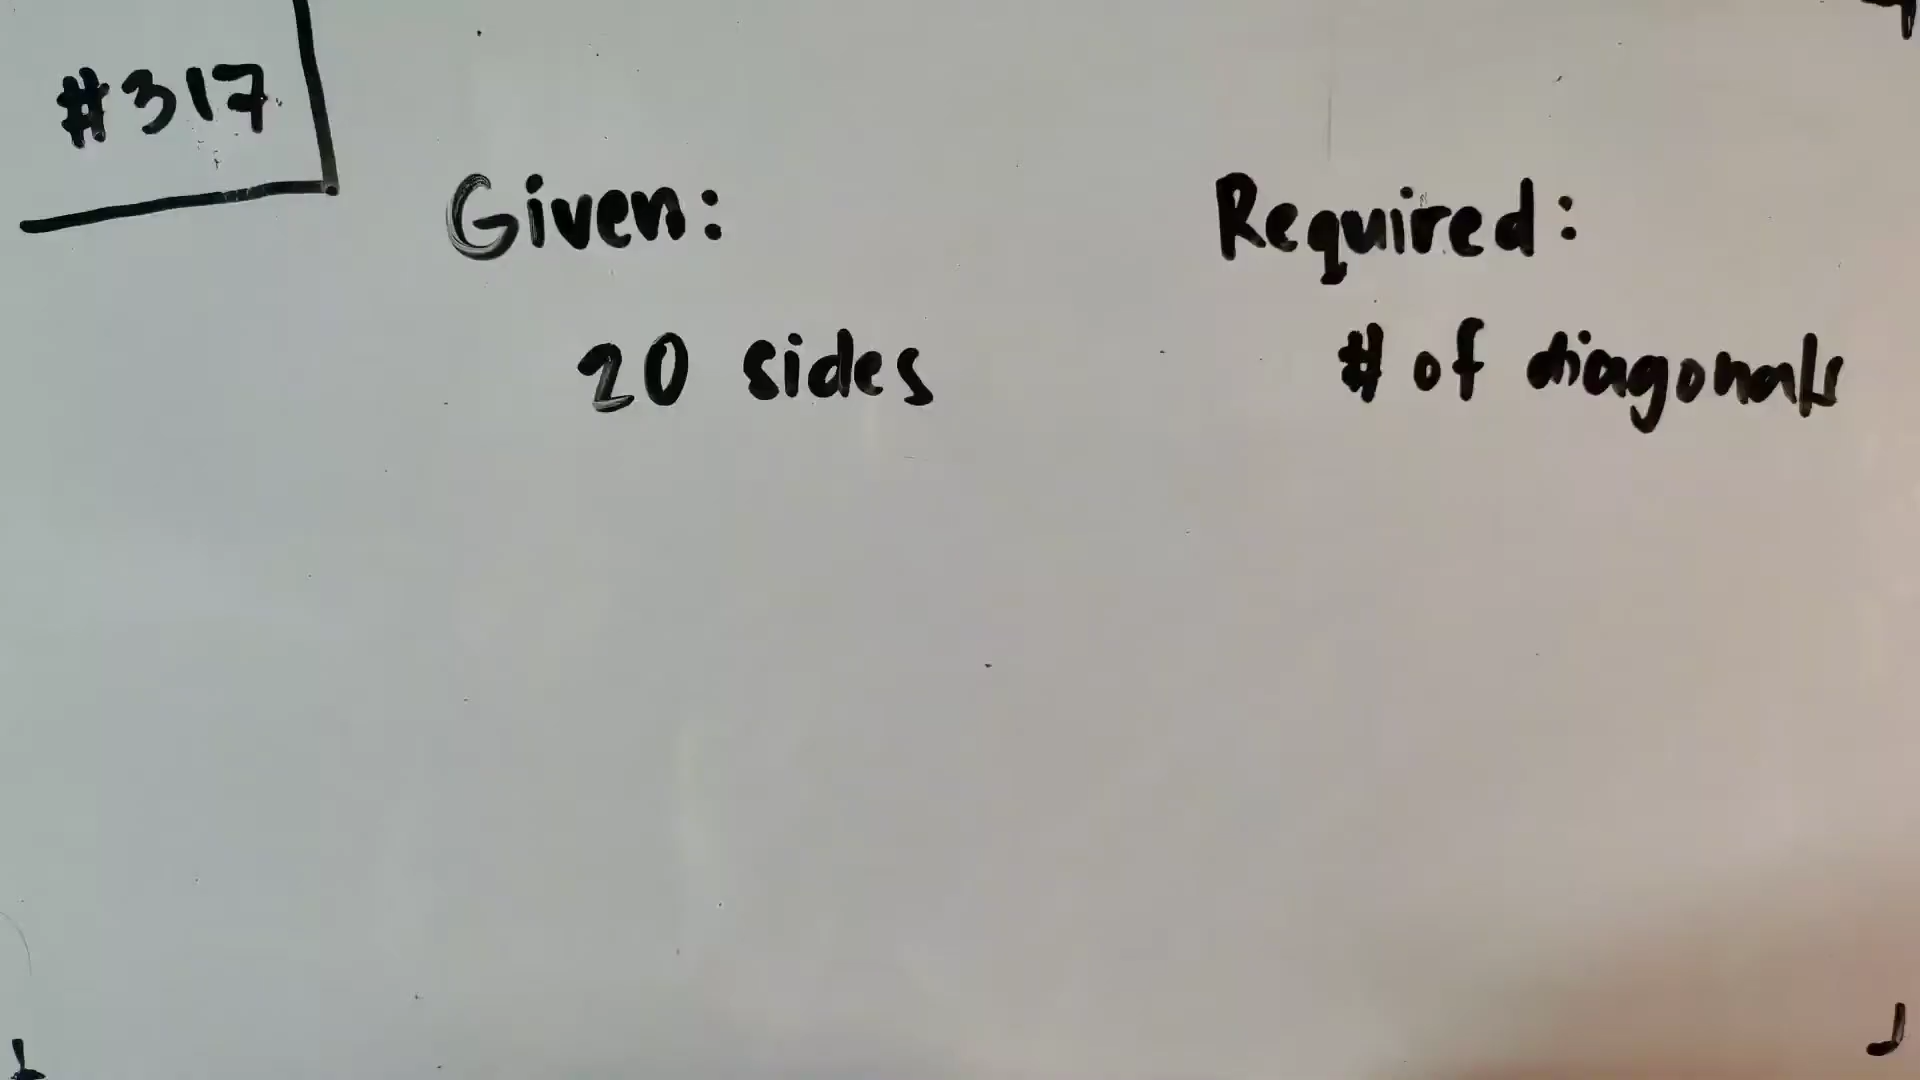 #317
Given:
20 sides
Required:
# of diagonals